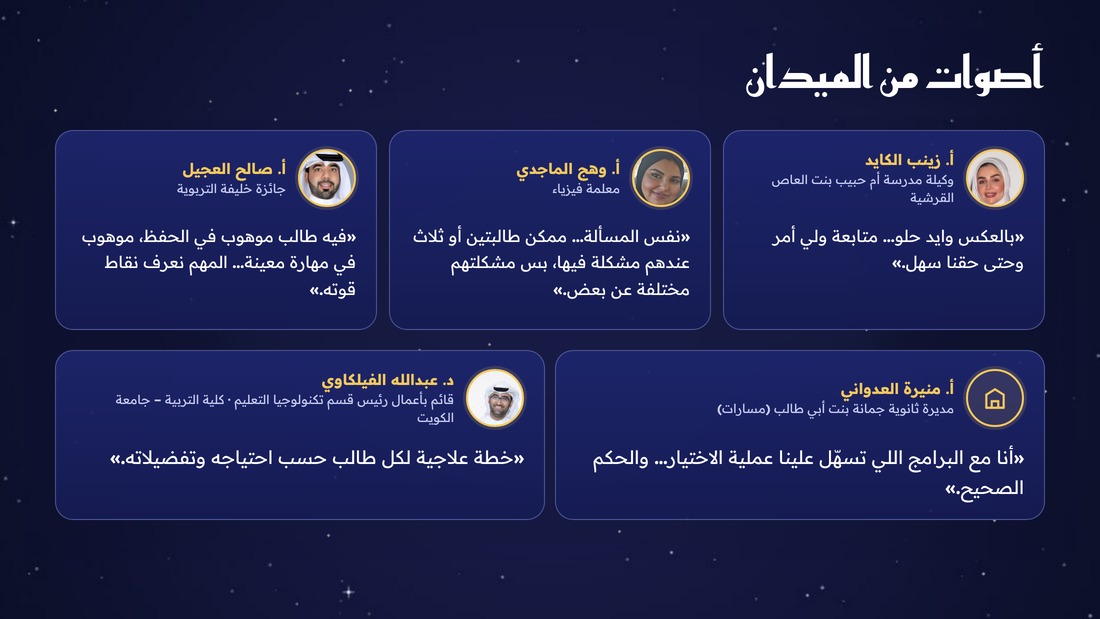 أصوات من الميدان
أ. زينب الكايد
وكيلة مدرسة أم حبيب بنت العاص
القرشية
«بالعكس وايد حلو... متابعة ولي أمر
وحتى حقنا سهل.»
أ. وهج الماجدي
معلمة فيزياء
«نفس المسألة... ممكن طالبتين أو ثلاث
عندهم مشكلة فيها، بس مشكلتهم
مختلفة عن بعض.»
أ. صالح العجيل
جائزة خليفة التربوية
«فيه طالب موهوب في الحفظ، موهوب
في مهارة معينة... المهم نعرف نقاط
قوته.»
أ. منيرة العدواني
مديرة ثانوية جمانة بنت أبي طالب (مسارات)
«أنا مع البرامج اللي تسهّل علينا عملية الاختيار... والحكم
الصحيح.»
د. عبدالله الفيلكاوي
قائم بأعمال رئيس قسم تكنولوجيا التعليم · كلية التربية – جامعة
الكويت
«خطة علاجية لكل طالب حسب احتياجه وتفضيلاته.»